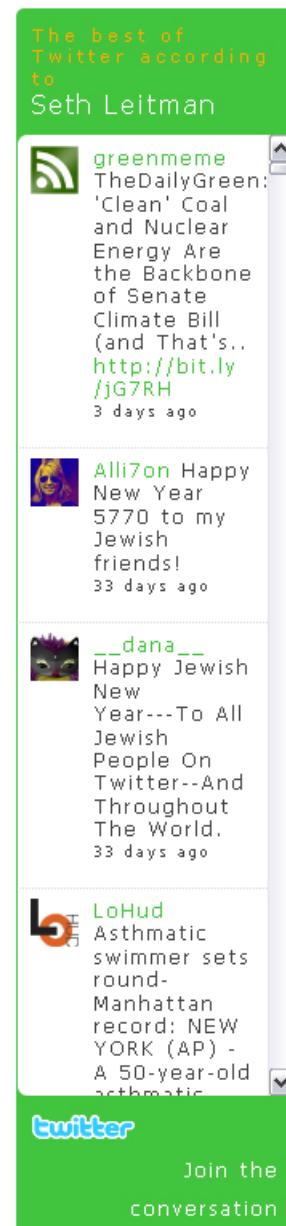 The best of
Twitter according
to
Seth Leitman
greenmeme
TheDailyGreen:
'Clean' Coal
and Nuclear
Energy Are
the Backbone
of Senate
Climate Bill
(and That's..
http://bit.ly
/jG7RH
3 days ago
Alli7on Happy
New Year
5770 to my
Jewish
friends!
33 days ago
__dana__
Happy Jewish
New
Year---To All
Jewish
People On
Twitter--And
Throughout
The World.
33 days ago
LoHud
Asthmatic
swimmer sets
round-
Manhattan
record: NEW
YORK (AP) -
A 50-year-old
asthmatic
twitter
Join the
conversation